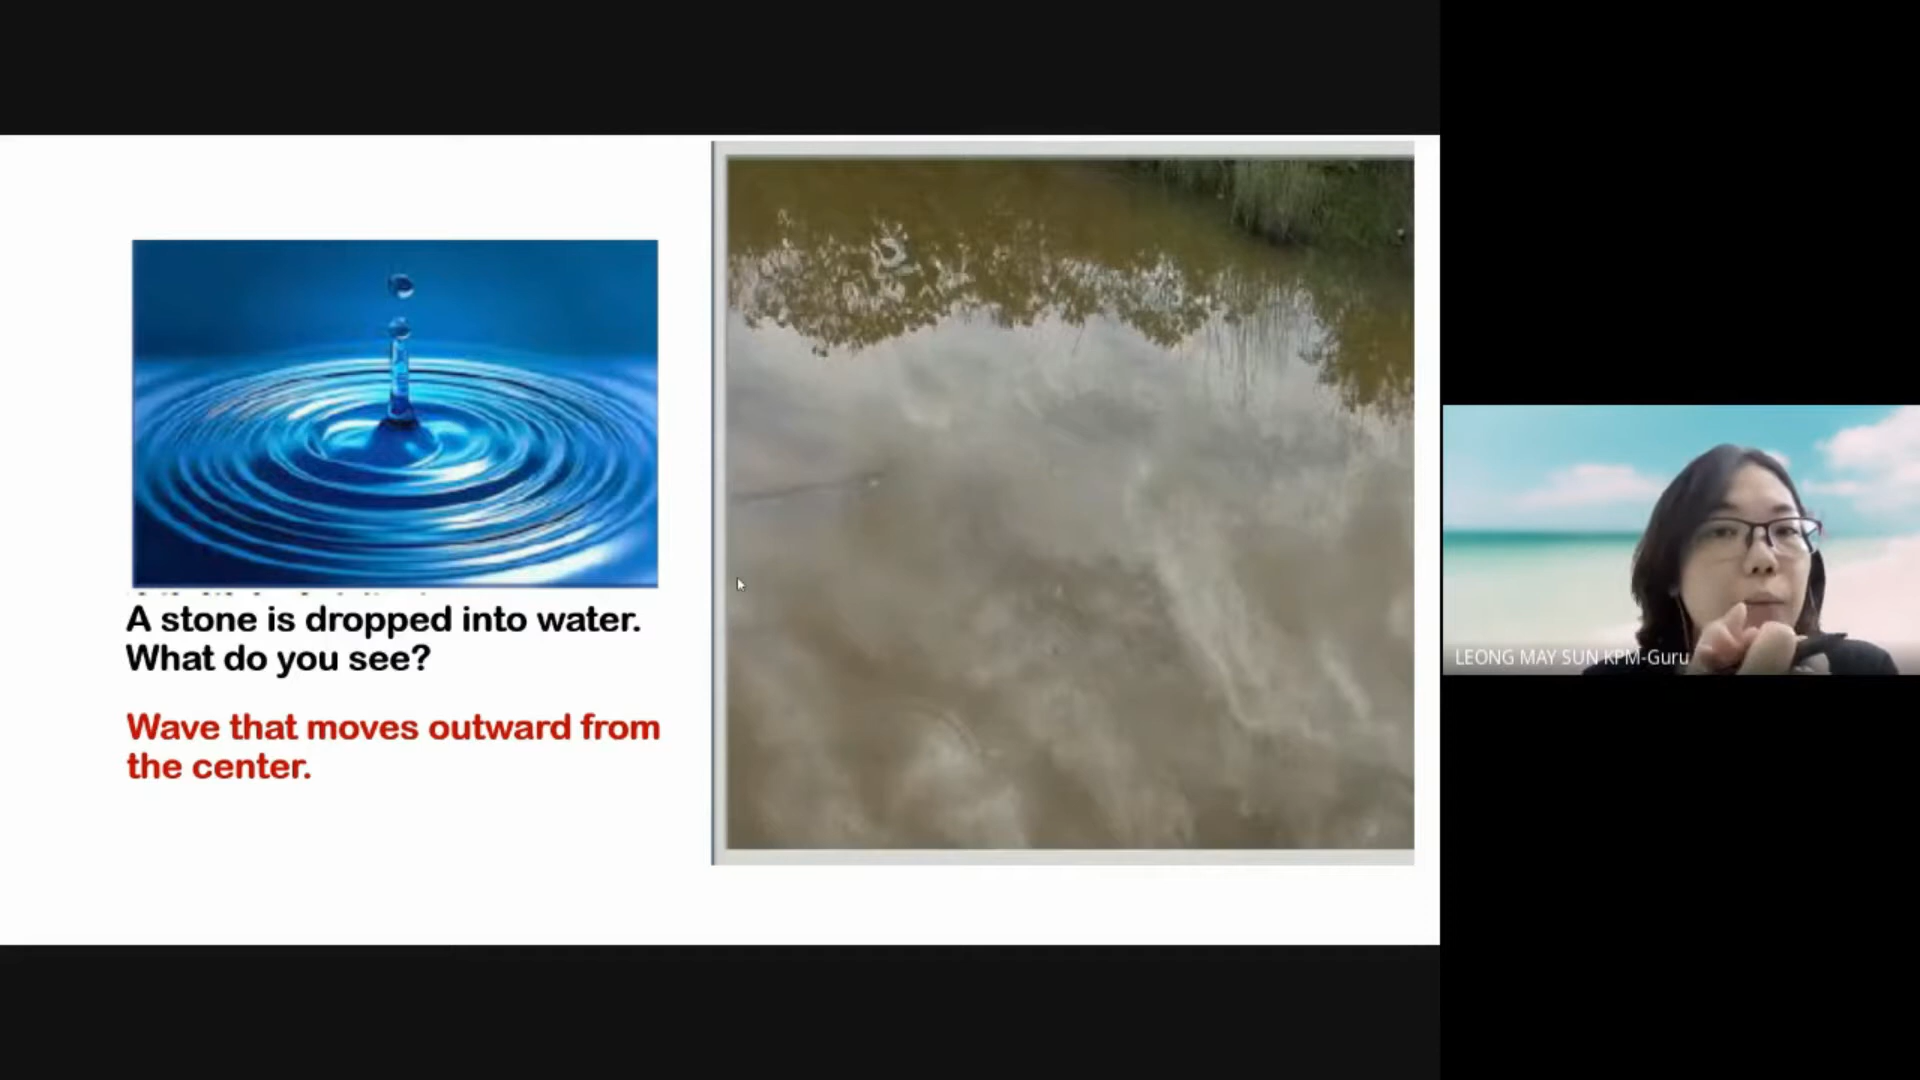 A stone is dropped into water.
What do you see?
Wave that moves outward from
the center.
LEONG MAY SUN KPM-Guru